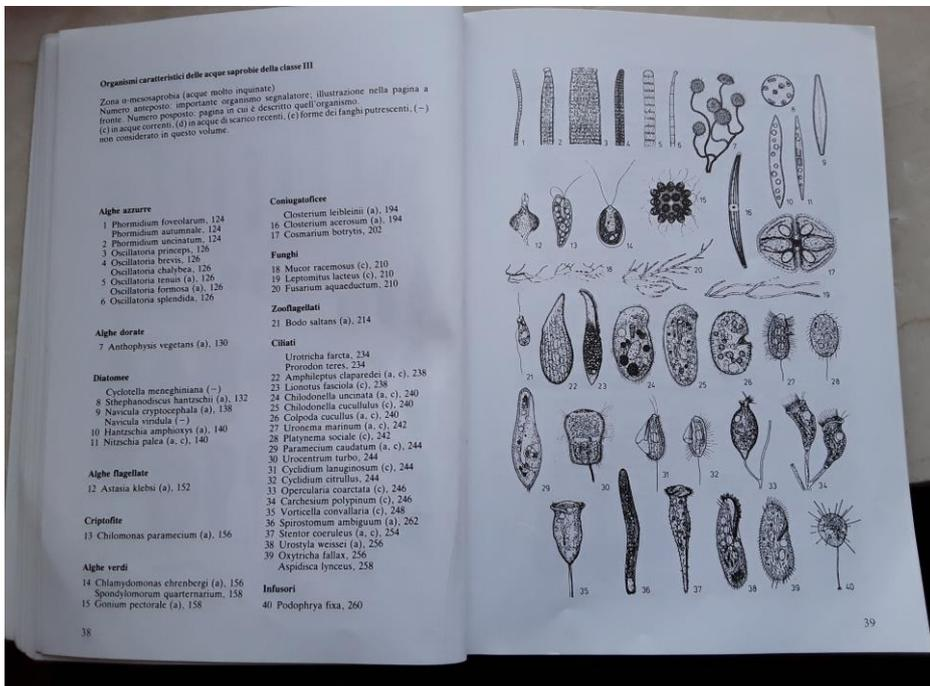 Organismi caratteristici delle acque saprobie della classe III
Zona α-mesosaprobia (acque molto inquinate)
Numero anteposto: importante organismo segnalatore; illustrazione nella pagina a
fronte. Numero posposto: pagina in cui è descritto quell'organismo.
(c) in acque correnti, (d) in acque di scarico recenti, (e) forme dei fanghi putrescenti, (−)
non considerato in questo volume.
Alghe azzurre
1 Phormidium foveolarum, 124
Phormidium autumnale, 124
2 Phormidium uncinatum, 124
3 Oscillatoria princeps, 126
4 Oscillatoria brevis, 126
Oscillatoria chalybea, 126
5 Oscillatoria tenuis (a), 126
Oscillatoria formosa (a), 126
6 Oscillatoria splendida, 126
Alghe dorate
7 Anthophysis vegetans (a), 130
Diatomee
Cyclotella meneghiniana (−)
8 Sthephanodiscus hantzschii (a), 132
9 Navicula cryptocephala (a), 138
Navicula viridula (−)
10 Hantzschia amphioxys (a), 140
11 Nitzschia palea (a, c), 140
Alghe flagellate
12 Astasia klebsi (a), 152
Criptofite
13 Chilomonas paramecium (a), 156
Alghe verdi
14 Chlamydomonas ehrenbergi (a), 156
Spondylomorum quarternarium, 158
15 Gonium pectorale (a), 158
38
Coniugatoficee
Closterium leibleinii (a), 194
16 Closterium acerosum (a), 194
17 Cosmarium botrytis, 202
Funghi
18 Mucor racemosus (c), 210
19 Leptomitus lacteus (c), 210
20 Fusarium aquaeductum, 210
Zooflagellati
21 Bodo saltans (a), 214
Ciliati
Urotricha farcta, 234
Prorodon teres, 234
22 Amphileptus claparedei (a, c), 238
23 Lionotus fasciola (c), 238
24 Chilodonella uncinata (a, c), 240
25 Chilodonella cucullulus (c), 240
26 Colpoda cucullus (a, c), 240
27 Uronema marinum (a, c), 242
28 Platynema sociale (c), 242
29 Paramecium caudatum (a, c), 244
30 Urocentrum turbo, 244
31 Cyclidium lanuginosum (c), 244
32 Cyclidium citrullus, 244
33 Opercularia coarctata (c), 246
34 Carchesium polypinum (c), 246
35 Vorticella convallaria (c), 248
36 Spirostomum ambiguum (a), 262
37 Stentor coeruleus (a, c), 254
38 Urostyla weissei (a), 256
39 Oxytricha fallax, 256
Aspidisca lynceus, 258
Infusori
40 Podophrya fixa, 260
1 2 3 4 5 6 7 8 9
10 11
12 13 14 15 16 17
18 20 19
21 22 23 24 25 26 27 28
29 30 31 32 33 34
35 36 37 38 39 40
39